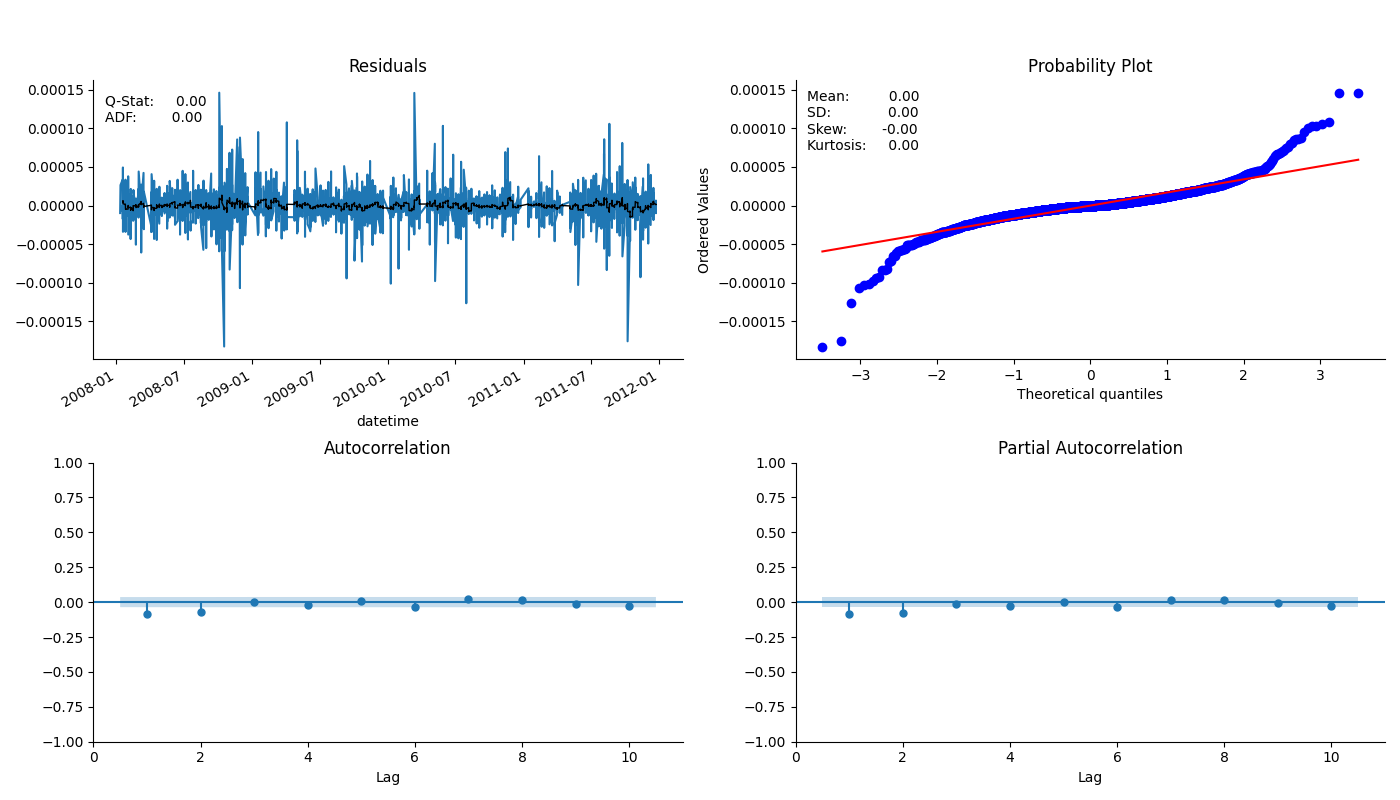 Residuals
Q-Stat: 0.00
ADF: 0.00
0.00015
0.00010
0.00005
0.00000
−0.00005
−0.00010
−0.00015
2008-01
2008-07
2009-01
2009-07
2010-01
2010-07
2011-01
2011-07
2012-01
datetime
Probability Plot
Mean: 0.00
SD: 0.00
Skew: -0.00
Kurtosis: 0.00
Ordered Values
0.00015
0.00010
0.00005
0.00000
−0.00005
−0.00010
−0.00015
−3 −2 −1 0 1 2 3
Theoretical quantiles
Autocorrelation
1.00
0.75
0.50
0.25
0.00
−0.25
−0.50
−0.75
−1.00
0 2 4 6 8 10
Lag
Partial Autocorrelation
1.00
0.75
0.50
0.25
0.00
−0.25
−0.50
−0.75
−1.00
0 2 4 6 8 10
Lag